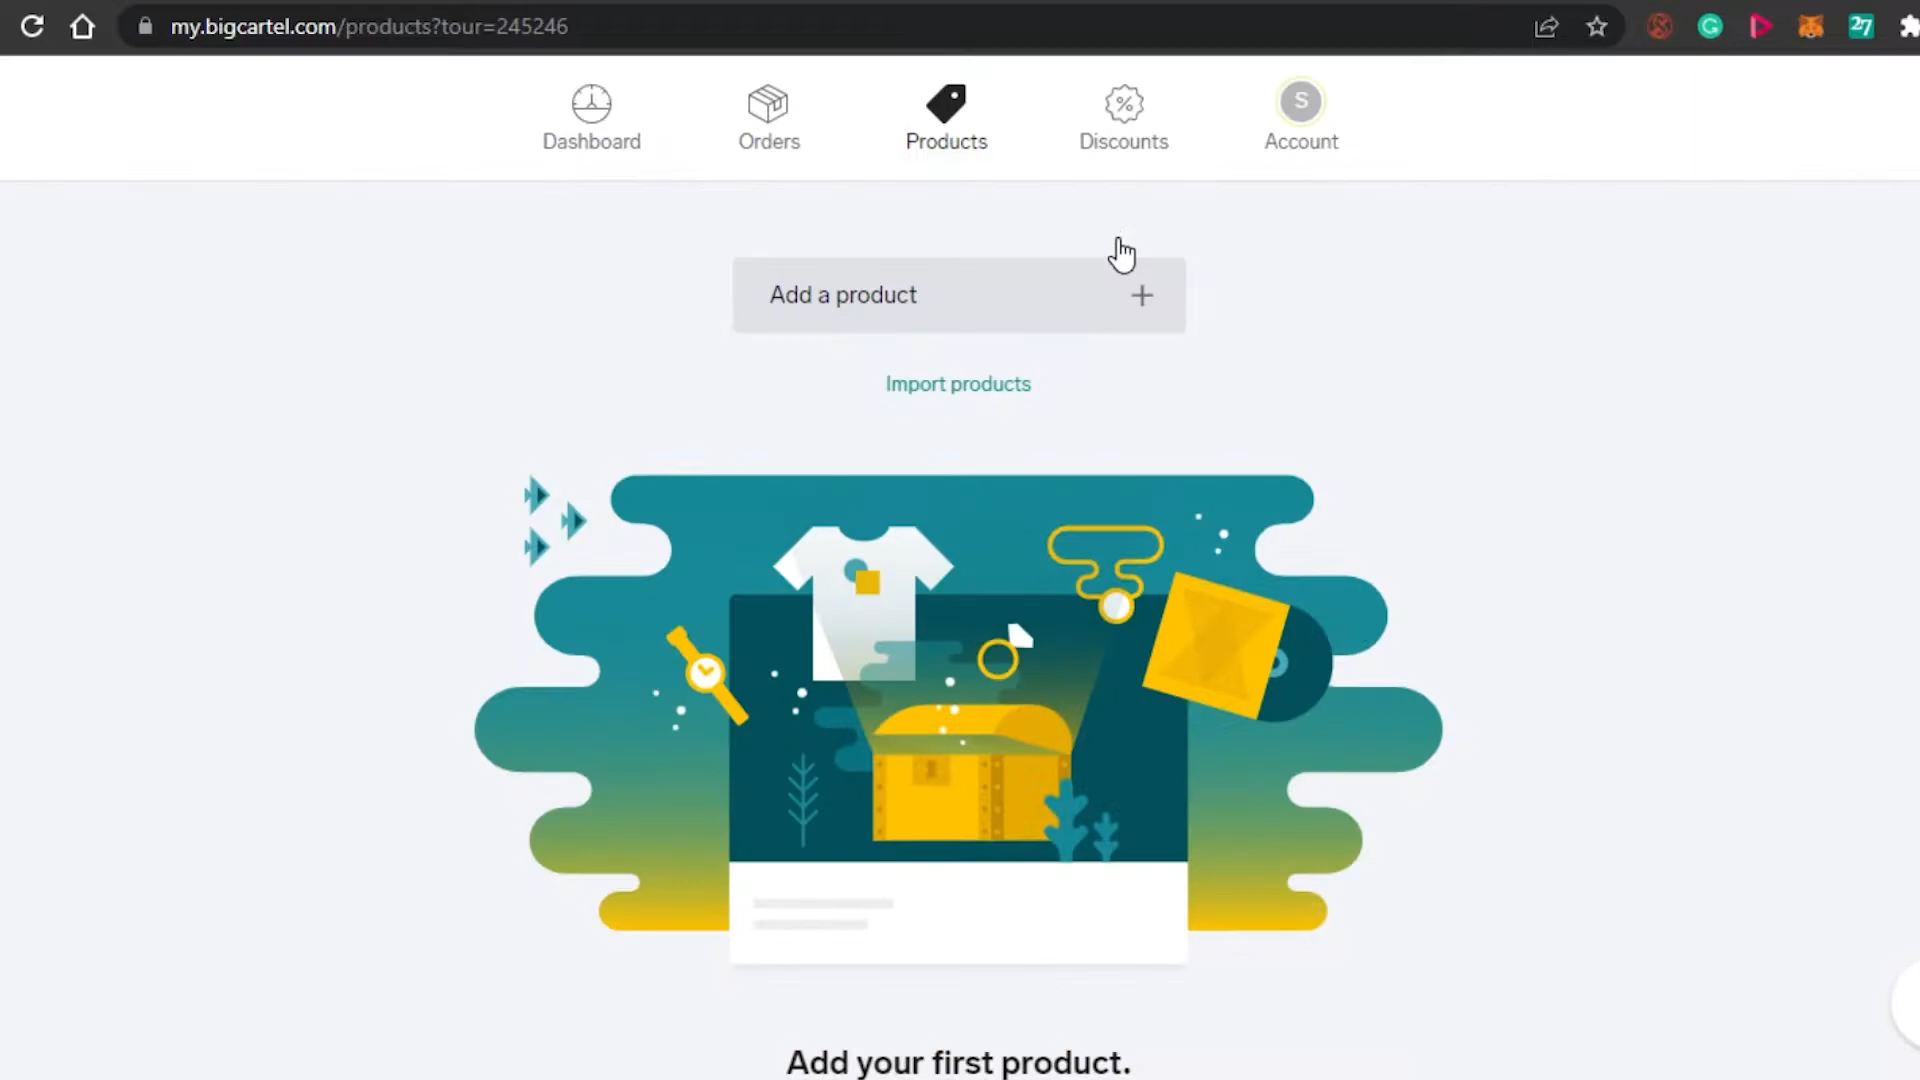 my.bigcartel.com/products?tour=245246
G
27
Dashboard
Orders
Products
%
Discounts
S
Account
Add a product +
Import products
Add your first product.